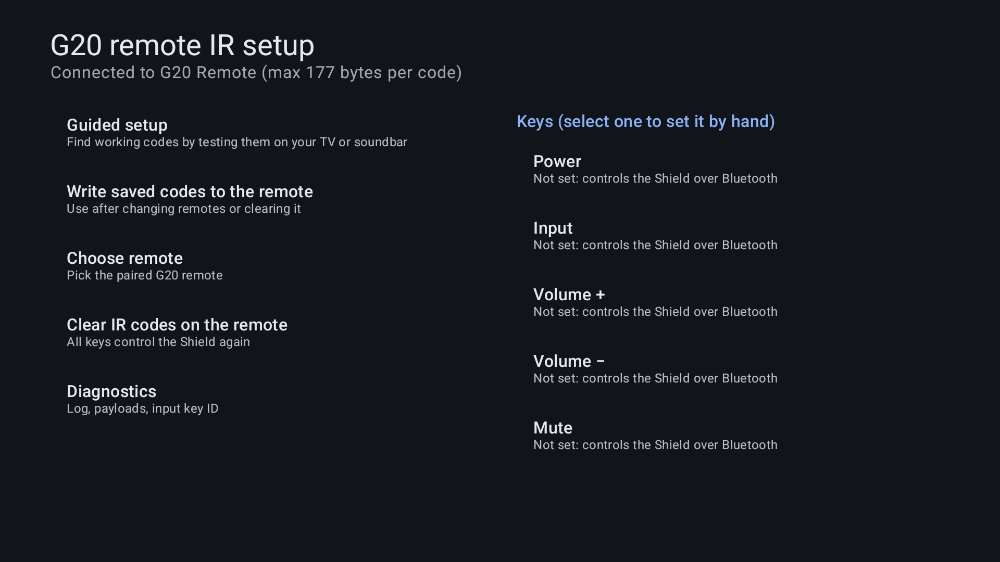 G20 remote IR setup
Connected to G20 Remote (max 177 bytes per code)
Guided setup
Find working codes by testing them on your TV or soundbar
Write saved codes to the remote
Use after changing remotes or clearing it
Choose remote
Pick the paired G20 remote
Clear IR codes on the remote
All keys control the Shield again
Diagnostics
Log, payloads, input key ID
Keys (select one to set it by hand)
Power
Not set: controls the Shield over Bluetooth
Input
Not set: controls the Shield over Bluetooth
Volume +
Not set: controls the Shield over Bluetooth
Volume −
Not set: controls the Shield over Bluetooth
Mute
Not set: controls the Shield over Bluetooth